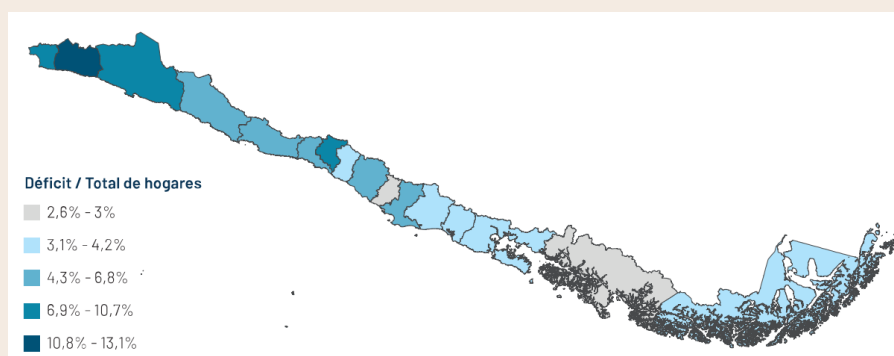 Déficit / Total de hogares
2,6% - 3%
3,1% - 4,2%
4,3% - 6,8%
6,9% - 10,7%
10,8% - 13,1%